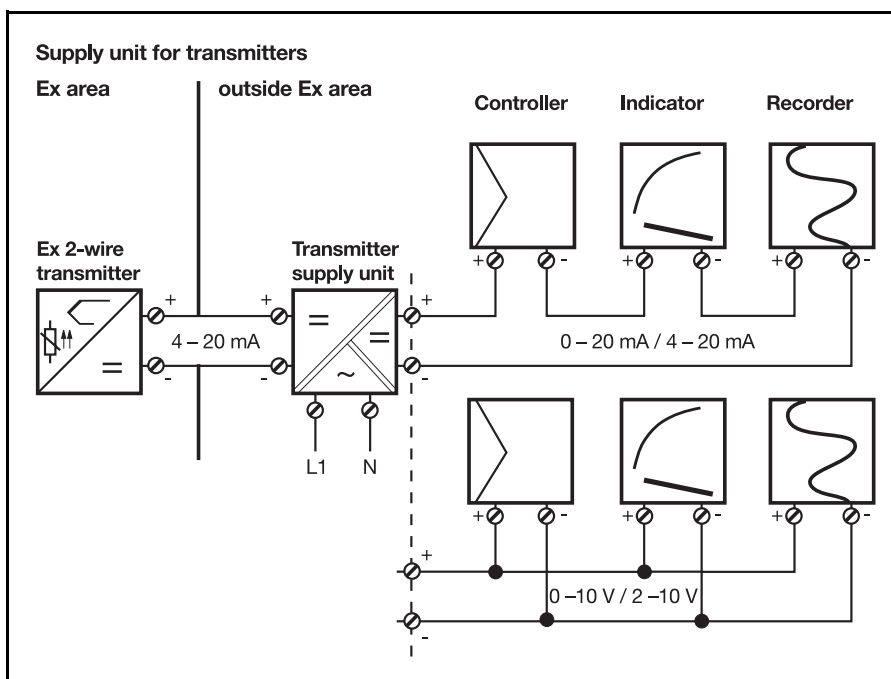 Supply unit for transmitters
Ex area
outside Ex area
Controller
Indicator
Recorder
Ex 2-wire
transmitter
Transmitter
supply unit
+ - + - + -
+ + +
4 – 20 mA
=
=
=
0 – 20 mA / 4 – 20 mA
- - -
~
L1
N
+ - + - + -
+
0 –10 V / 2 –10 V
-